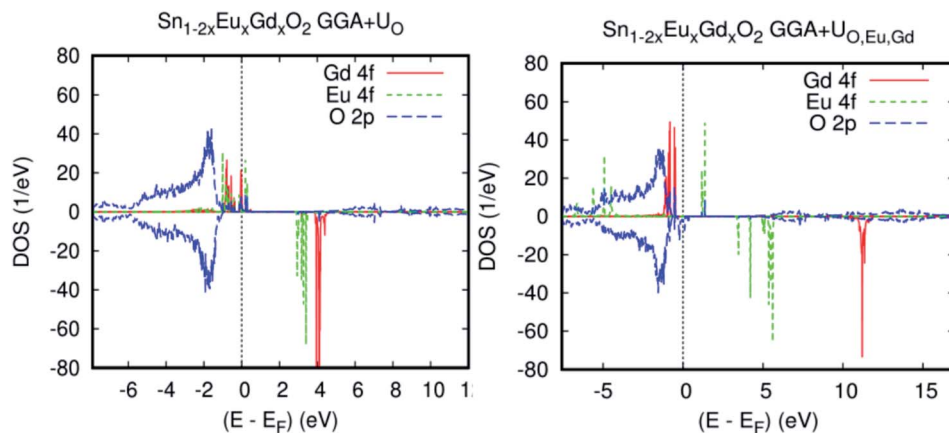 Sn1-2xEuxGdxO2 GGA+UO
80
60
40
20
0
-20
-40
-60
-80
DOS (1/eV)
Gd 4f
Eu 4f
O 2p
-6 -4 -2 0 2 4 6 8 10
(E - EF) (eV)
Sn1-2xEuxGdxO2 GGA+UO,Eu,Gd
80
60
40
20
0
-20
-40
-60
-80
DOS (1/eV)
Gd 4f
Eu 4f
O 2p
-5 0 5 10 15
(E - EF) (eV)